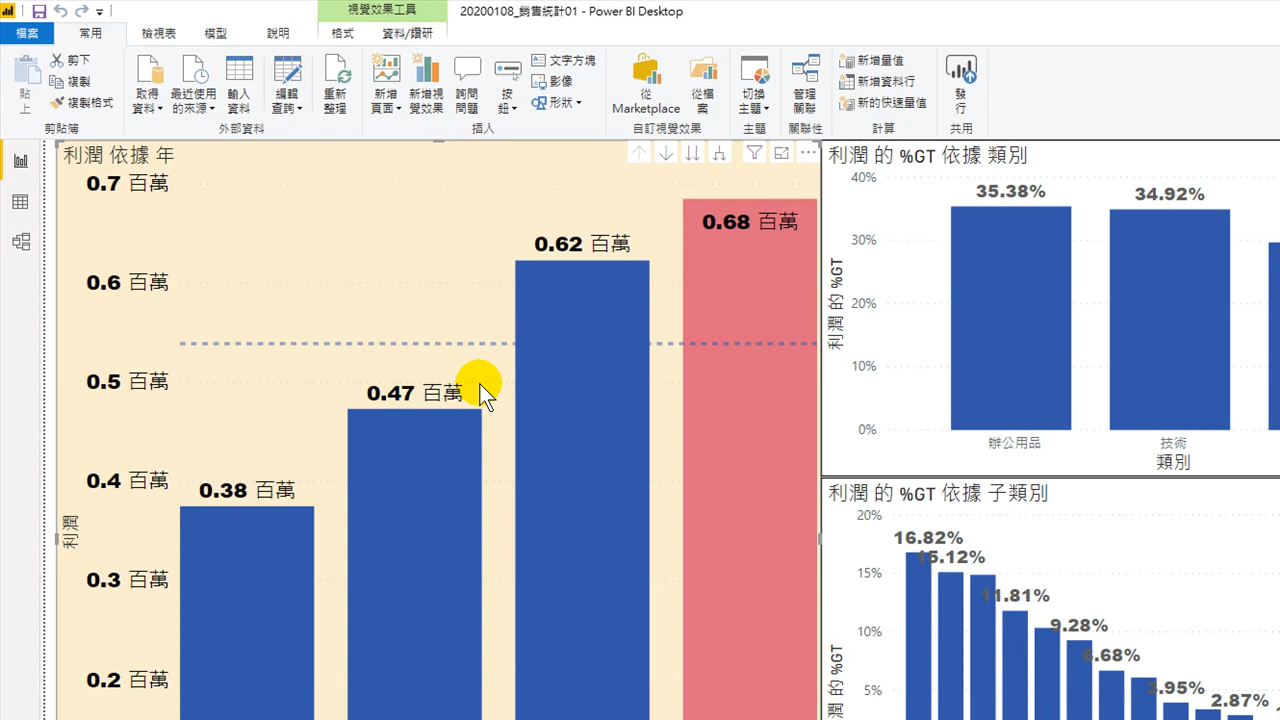 視覺效果工具
20200108_銷售統計01 - Power BI Desktop
檔案 常用 檢視表 模型 說明 格式 資料/鑽研
貼上
剪下
複製
複製格式
剪貼簿
取得資料
最近使用的來源
輸入資料
編輯查詢
外部資料
重新整理
新增頁面
新增視覺效果
詢問問題
按鈕
文字方塊
影像
形狀
插入
從 Marketplace
從檔案
自訂視覺效果
切換主題
主題
管理關聯
關聯性
新增量值
新增資料行
新的快速量值
計算
發行
共用
利潤 依據 年
0.7 百萬
0.6 百萬
0.5 百萬
0.4 百萬
0.3 百萬
0.2 百萬
利潤
0.38 百萬
0.47 百萬
0.62 百萬
0.68 百萬
利潤 的 %GT 依據 類別
40%
30%
20%
10%
0%
利潤 的 %GT
35.38%
34.92%
辦公用品
技術
類別
利潤 的 %GT 依據 子類別
20%
15%
10%
5%
利潤 的 %GT
16.82%
15.12%
11.81%
9.28%
6.68%
3.95%
2.87%